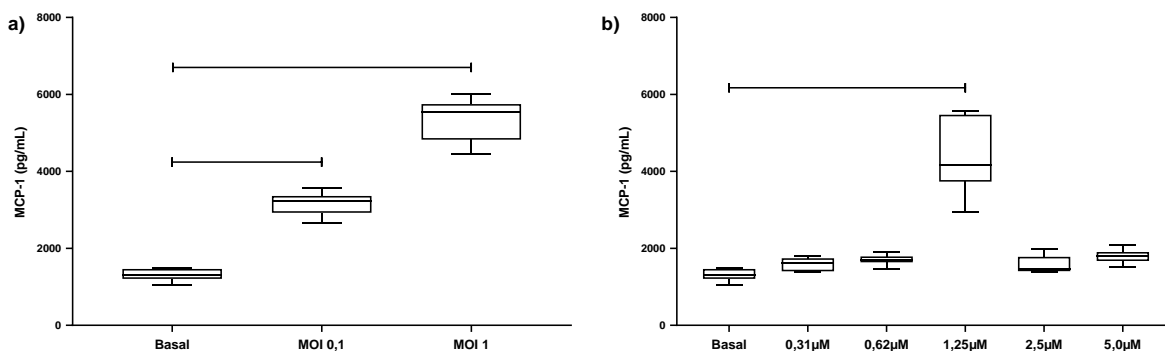 a)
MCP-1 (pg/mL)
8000
6000
4000
2000
0
Basal MOI 0,1 MOI 1
b)
MCP-1 (pg/mL)
8000
6000
4000
2000
0
Basal 0,31µM 0,62µM 1,25µM 2,5µM 5,0µM